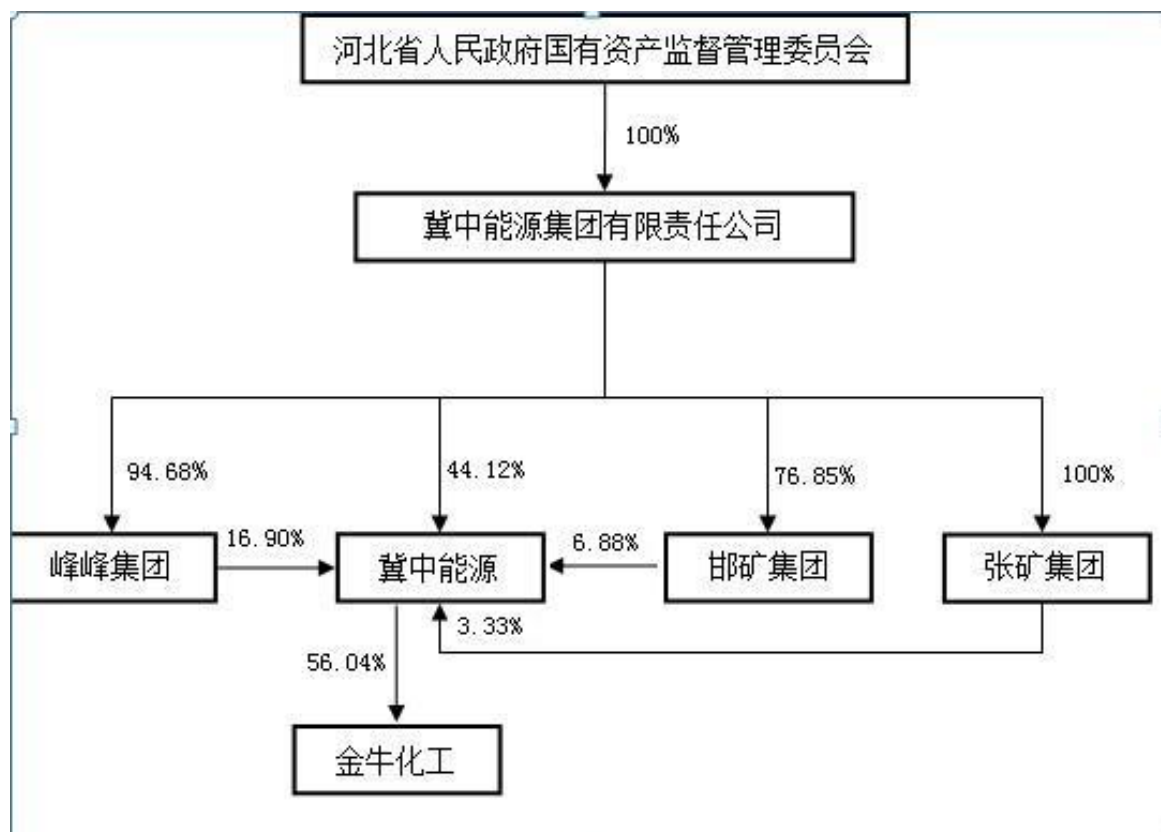 河北省人民政府国有资产监督管理委员会
100%
冀中能源集团有限责任公司
94.68%
44.12%
76.85%
100%
峰峰集团
16.90%
冀中能源
6.88%
邯矿集团
张矿集团
3.33%
56.04%
金牛化工